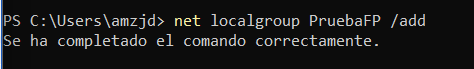 PS C:\Users\amzjd> net localgroup PruebaFP /add
Se ha completado el comando correctamente.